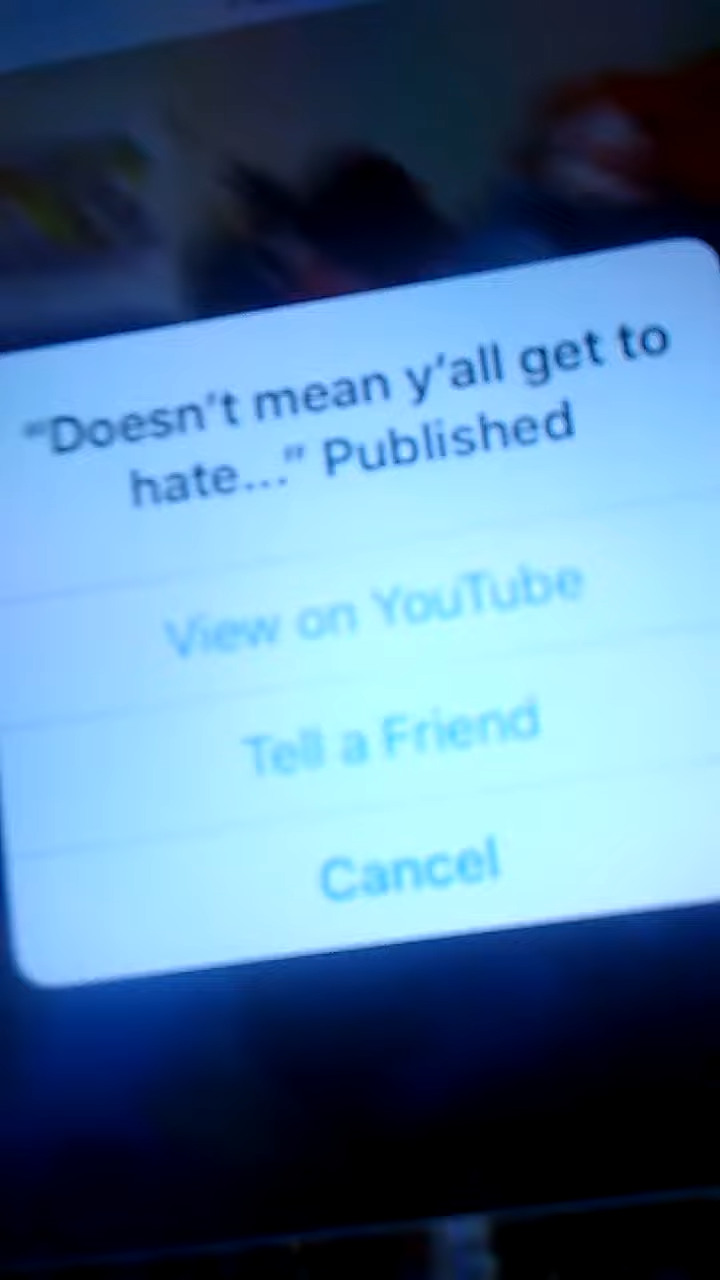 “Doesn’t mean y’all get to
hate...” Published
View on YouTube
Tell a Friend
Cancel